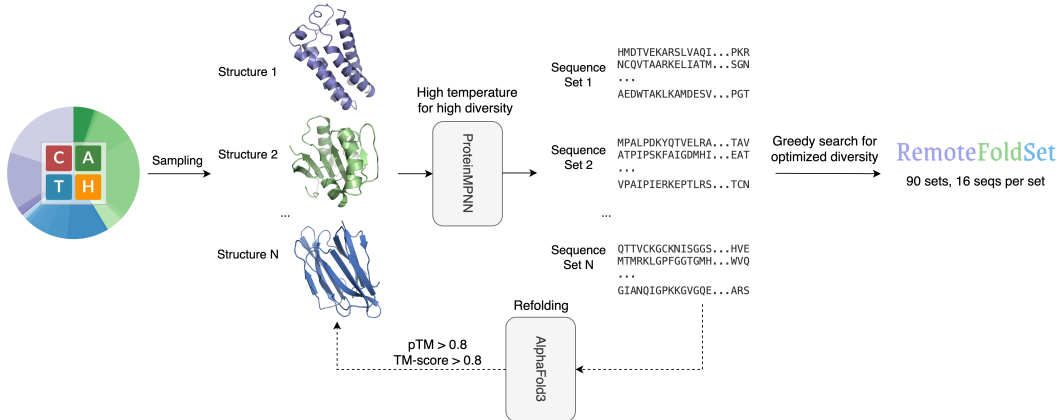 C A
T H
Sampling
Structure 1
Structure 2
...
Structure N
High temperature
for high diversity
ProteinMPNN
Sequence
Set 1
HMDTVEKARSLVAQI...PKR
NCQVTAARKELIATM...SGN
...
AEDWTAKLKAMDESV...PGT
Sequence
Set 2
MPALPDKYQTVELRA...TAV
ATPIPSKFAIGDMHI...EAT
...
VPAIPIERKEPTLRS...TCN
...
Sequence
Set N
QTTVCKGCKNISGGS...HVE
MTMRKLGPFGGTGMH...WVQ
...
GIANQIGPKKGVGQE...ARS
Greedy search for
optimized diversity
RemoteFoldSet
90 sets, 16 seqs per set
Refolding
AlphaFold3
pTM > 0.8
TM-score > 0.8